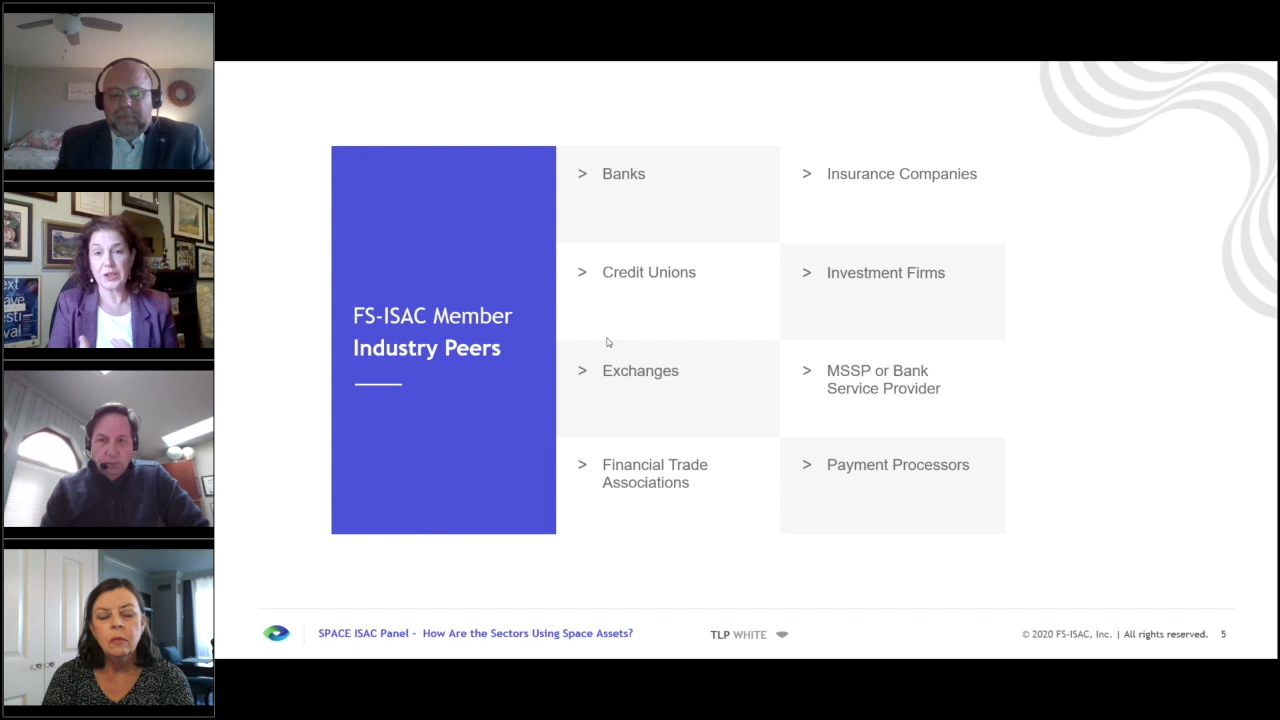 FS-ISAC Member
Industry Peers
> Banks
> Insurance Companies
> Credit Unions
> Investment Firms
> Exchanges
> MSSP or Bank
Service Provider
> Financial Trade
Associations
> Payment Processors
SPACE ISAC Panel - How Are the Sectors Using Space Assets?
TLP WHITE
© 2020 FS-ISAC, Inc. | All rights reserved. 5